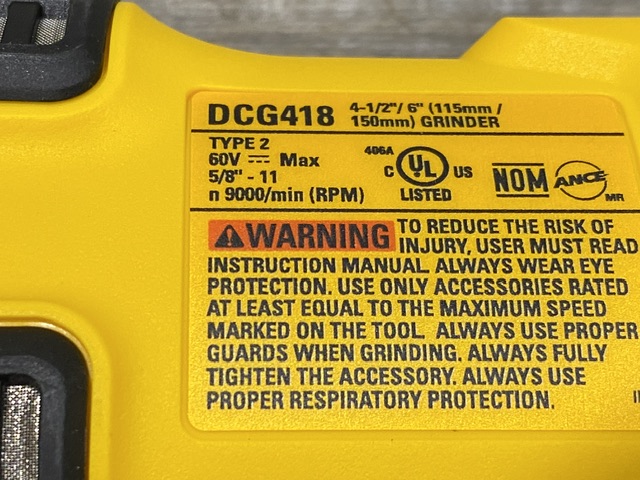 DCG418 4-1/2"/ 6" (115mm /
150mm) GRINDER
TYPE 2
60V ⎓ Max
5/8" - 11
n 9000/min (RPM)
406A
C UL US
LISTED
NOM
ANCE
MR
WARNING TO REDUCE THE RISK OF
INJURY, USER MUST READ
INSTRUCTION MANUAL. ALWAYS WEAR EYE
PROTECTION. USE ONLY ACCESSORIES RATED
AT LEAST EQUAL TO THE MAXIMUM SPEED
MARKED ON THE TOOL. ALWAYS USE PROPER
GUARDS WHEN GRINDING. ALWAYS FULLY
TIGHTEN THE ACCESSORY. ALWAYS USE
PROPER RESPIRATORY PROTECTION.